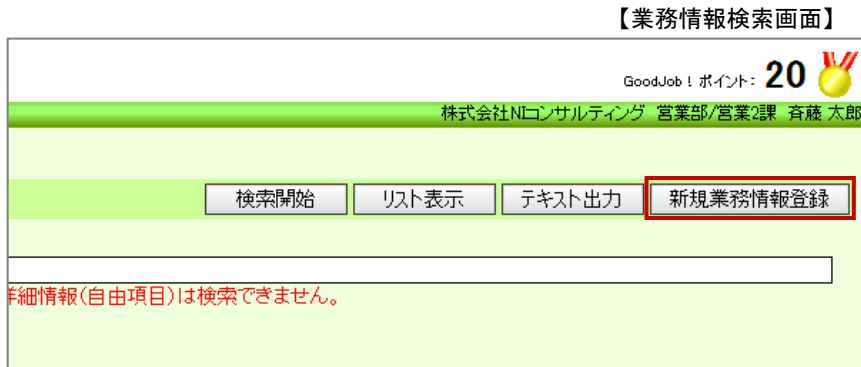 【業務情報検索画面】
GoodJob！ポイント： 20
株式会社NIコンサルティング 営業部/営業2課 斉藤 太郎
検索開始 リスト表示 テキスト出力 新規業務情報登録
詳細情報(自由項目)は検索できません。